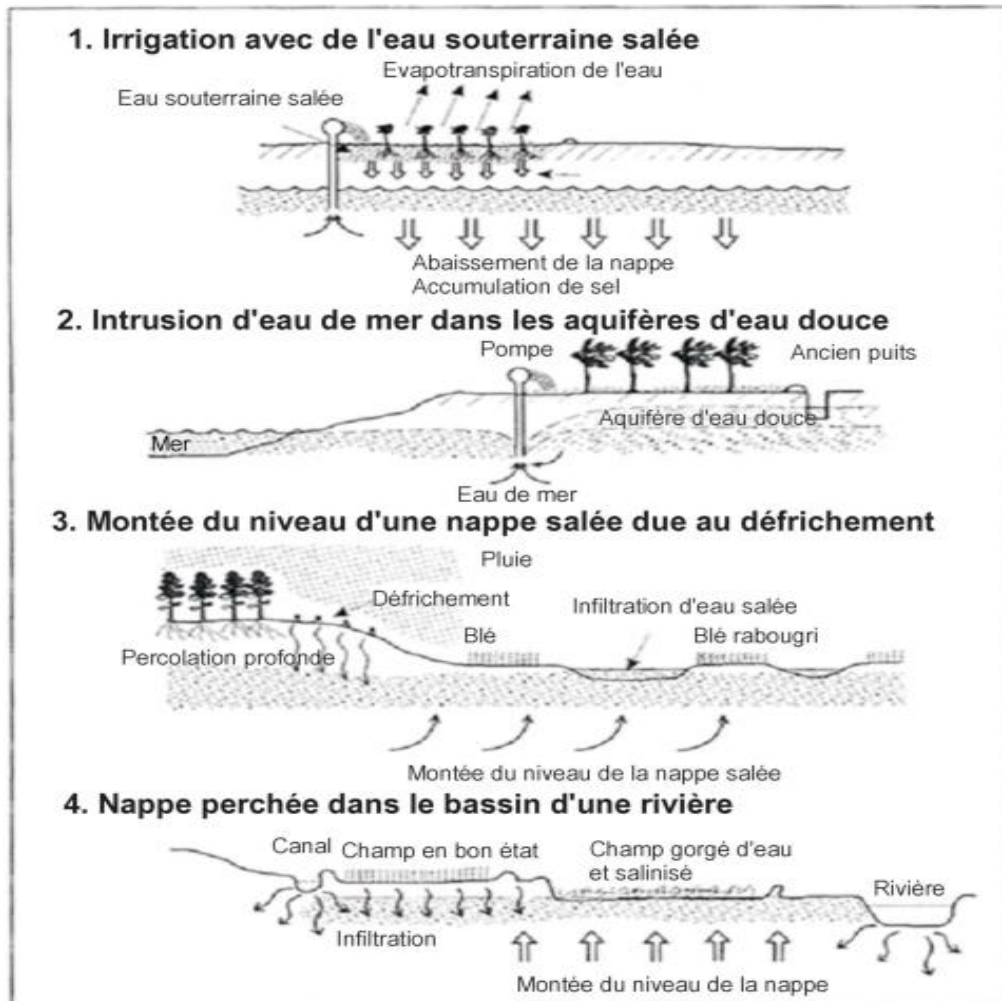 1. Irrigation avec de l'eau souterraine salée
Evapotranspiration de l'eau
Eau souterraine salée
Abaissement de la nappe
Accumulation de sel
2. Intrusion d'eau de mer dans les aquifères d'eau douce
Pompe
Ancien puits
Aquifère d'eau douce
Mer
Eau de mer
3. Montée du niveau d'une nappe salée due au défrichement
Pluie
Défrichement
Infiltration d'eau salée
Blé
Blé rabougri
Percolation profonde
Montée du niveau de la nappe salée
4. Nappe perchée dans le bassin d'une rivière
Canal
Champ en bon état
Champ gorgé d'eau
et salinisé
Rivière
Infiltration
Montée du niveau de la nappe